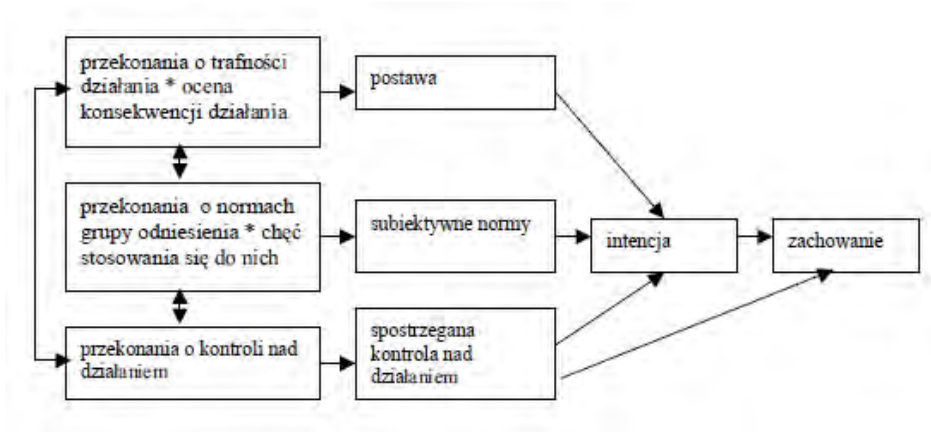 przekonania o trafności
działania * ocena
konsekwencji działania
postawa
przekonania o normach
grupy odniesienia * chęć
stosowania się do nich
subiektywne normy
intencja
zachowanie
przekonania o kontroli nad
działaniem
spostrzegana
kontrola nad
działaniem